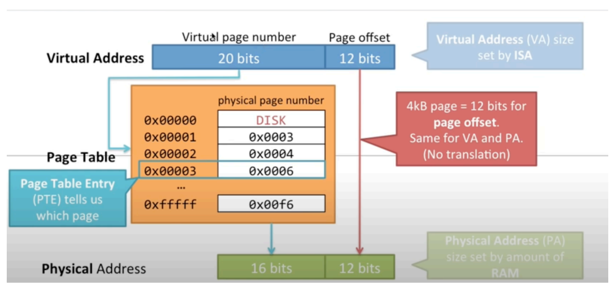 Virtual page number
Page offset
Virtual Address
20 bits
12 bits
Virtual Address (VA) size
set by ISA
physical page number
0x00000
DISK
0x00001
0x0003
0x00002
0x0004
0x00003
0x0006
...
0xfffff
0x00f6
4kB page = 12 bits for
page offset.
Same for VA and PA.
(No translation)
Page Table
Page Table Entry
(PTE) tells us
which page
Physical Address
16 bits
12 bits
Physical Address (PA)
size set by amount of
RAM